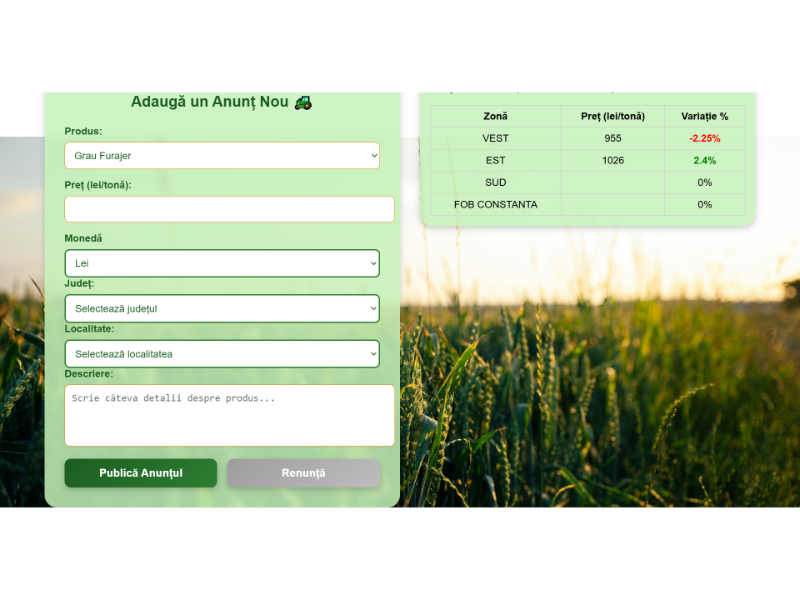 Adaugă un Anunț Nou
Produs:
Grau Furajer
Preț (lei/tonă):
Monedă
Lei
Județ:
Selectează județul
Localitate:
Selectează localitatea
Descriere:
Scrie câteva detalii despre produs...
Publică Anunțul Renunță
Zonă Preț (lei/tonă) Variație %
VEST 955 -2.25%
EST 1026 2.4%
SUD 0%
FOB CONSTANTA 0%